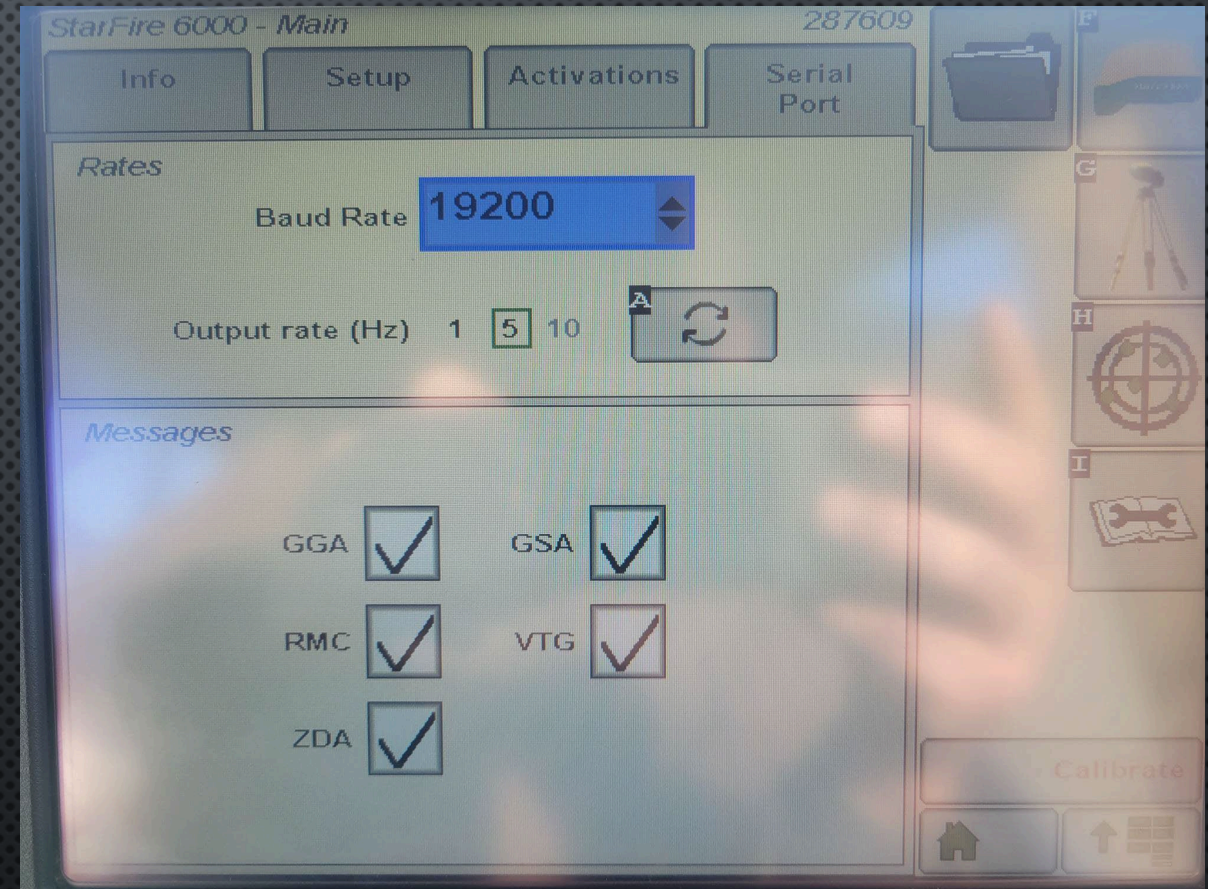 StarFire 6000 - Main
287609
Info
Setup
Activations
Serial
Port
F
Rates
Baud Rate
19200
G
Output rate (Hz)
1
5
10
A
H
Messages
I
GGA
GSA
RMC
VTG
ZDA
Calibrate